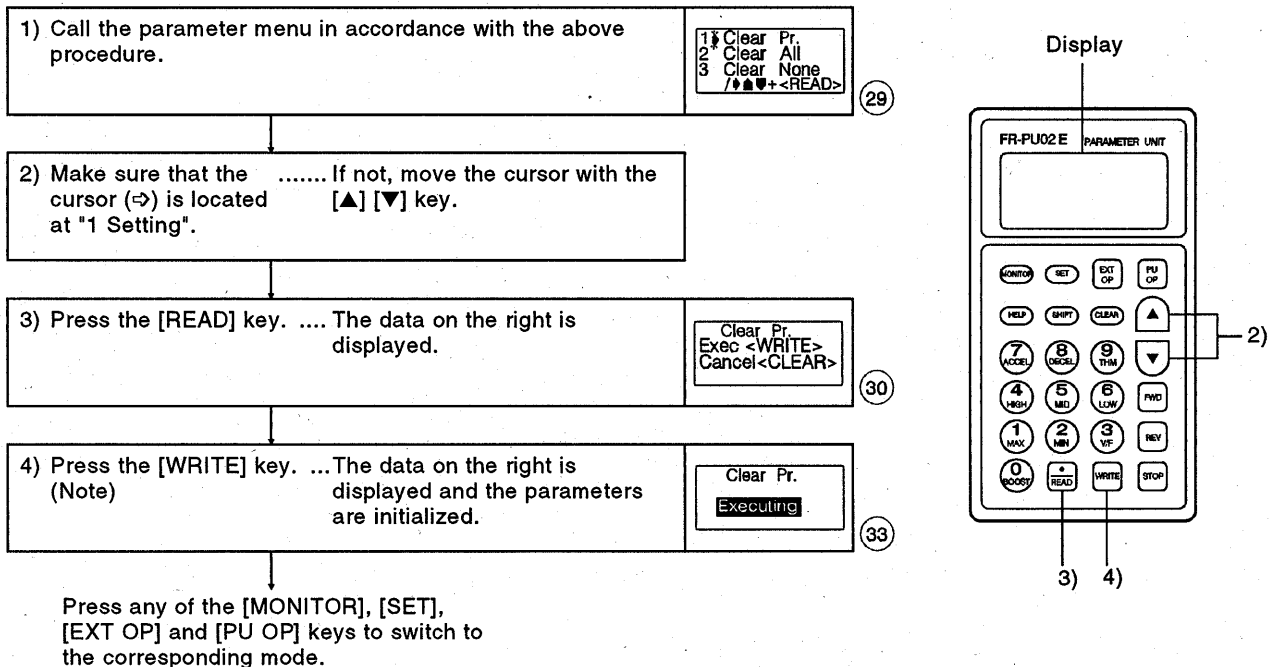 1) Call the parameter menu in accordance with the above
procedure.
1 Clear Pr.
2 Clear All
3 Clear None
/ + <READ>
29
2) Make sure that the ....... If not, move the cursor with the
cursor (⇨) is located [▲] [▼] key.
at "1 Setting".
3) Press the [READ] key. .... The data on the right is
displayed.
Clear Pr.
Exec <WRITE>
Cancel<CLEAR>
30
4) Press the [WRITE] key. ... The data on the right is
(Note) displayed and the parameters
are initialized.
Clear Pr.
Executing
33
Press any of the [MONITOR], [SET],
[EXT OP] and [PU OP] keys to switch to
the corresponding mode.
Display
FR-PU02E PARAMETER UNIT
MONITOR SET EXT OP PU OP
HELP SHIFT CLEAR ▲
7 ACCEL 8 DECEL 9 THM ▼
2)
4 HIGH 5 MID 6 LOW FWD
1 MAX 2 MIN 3 V/F REV
0 BOOST • READ WRITE STOP
3) 4)